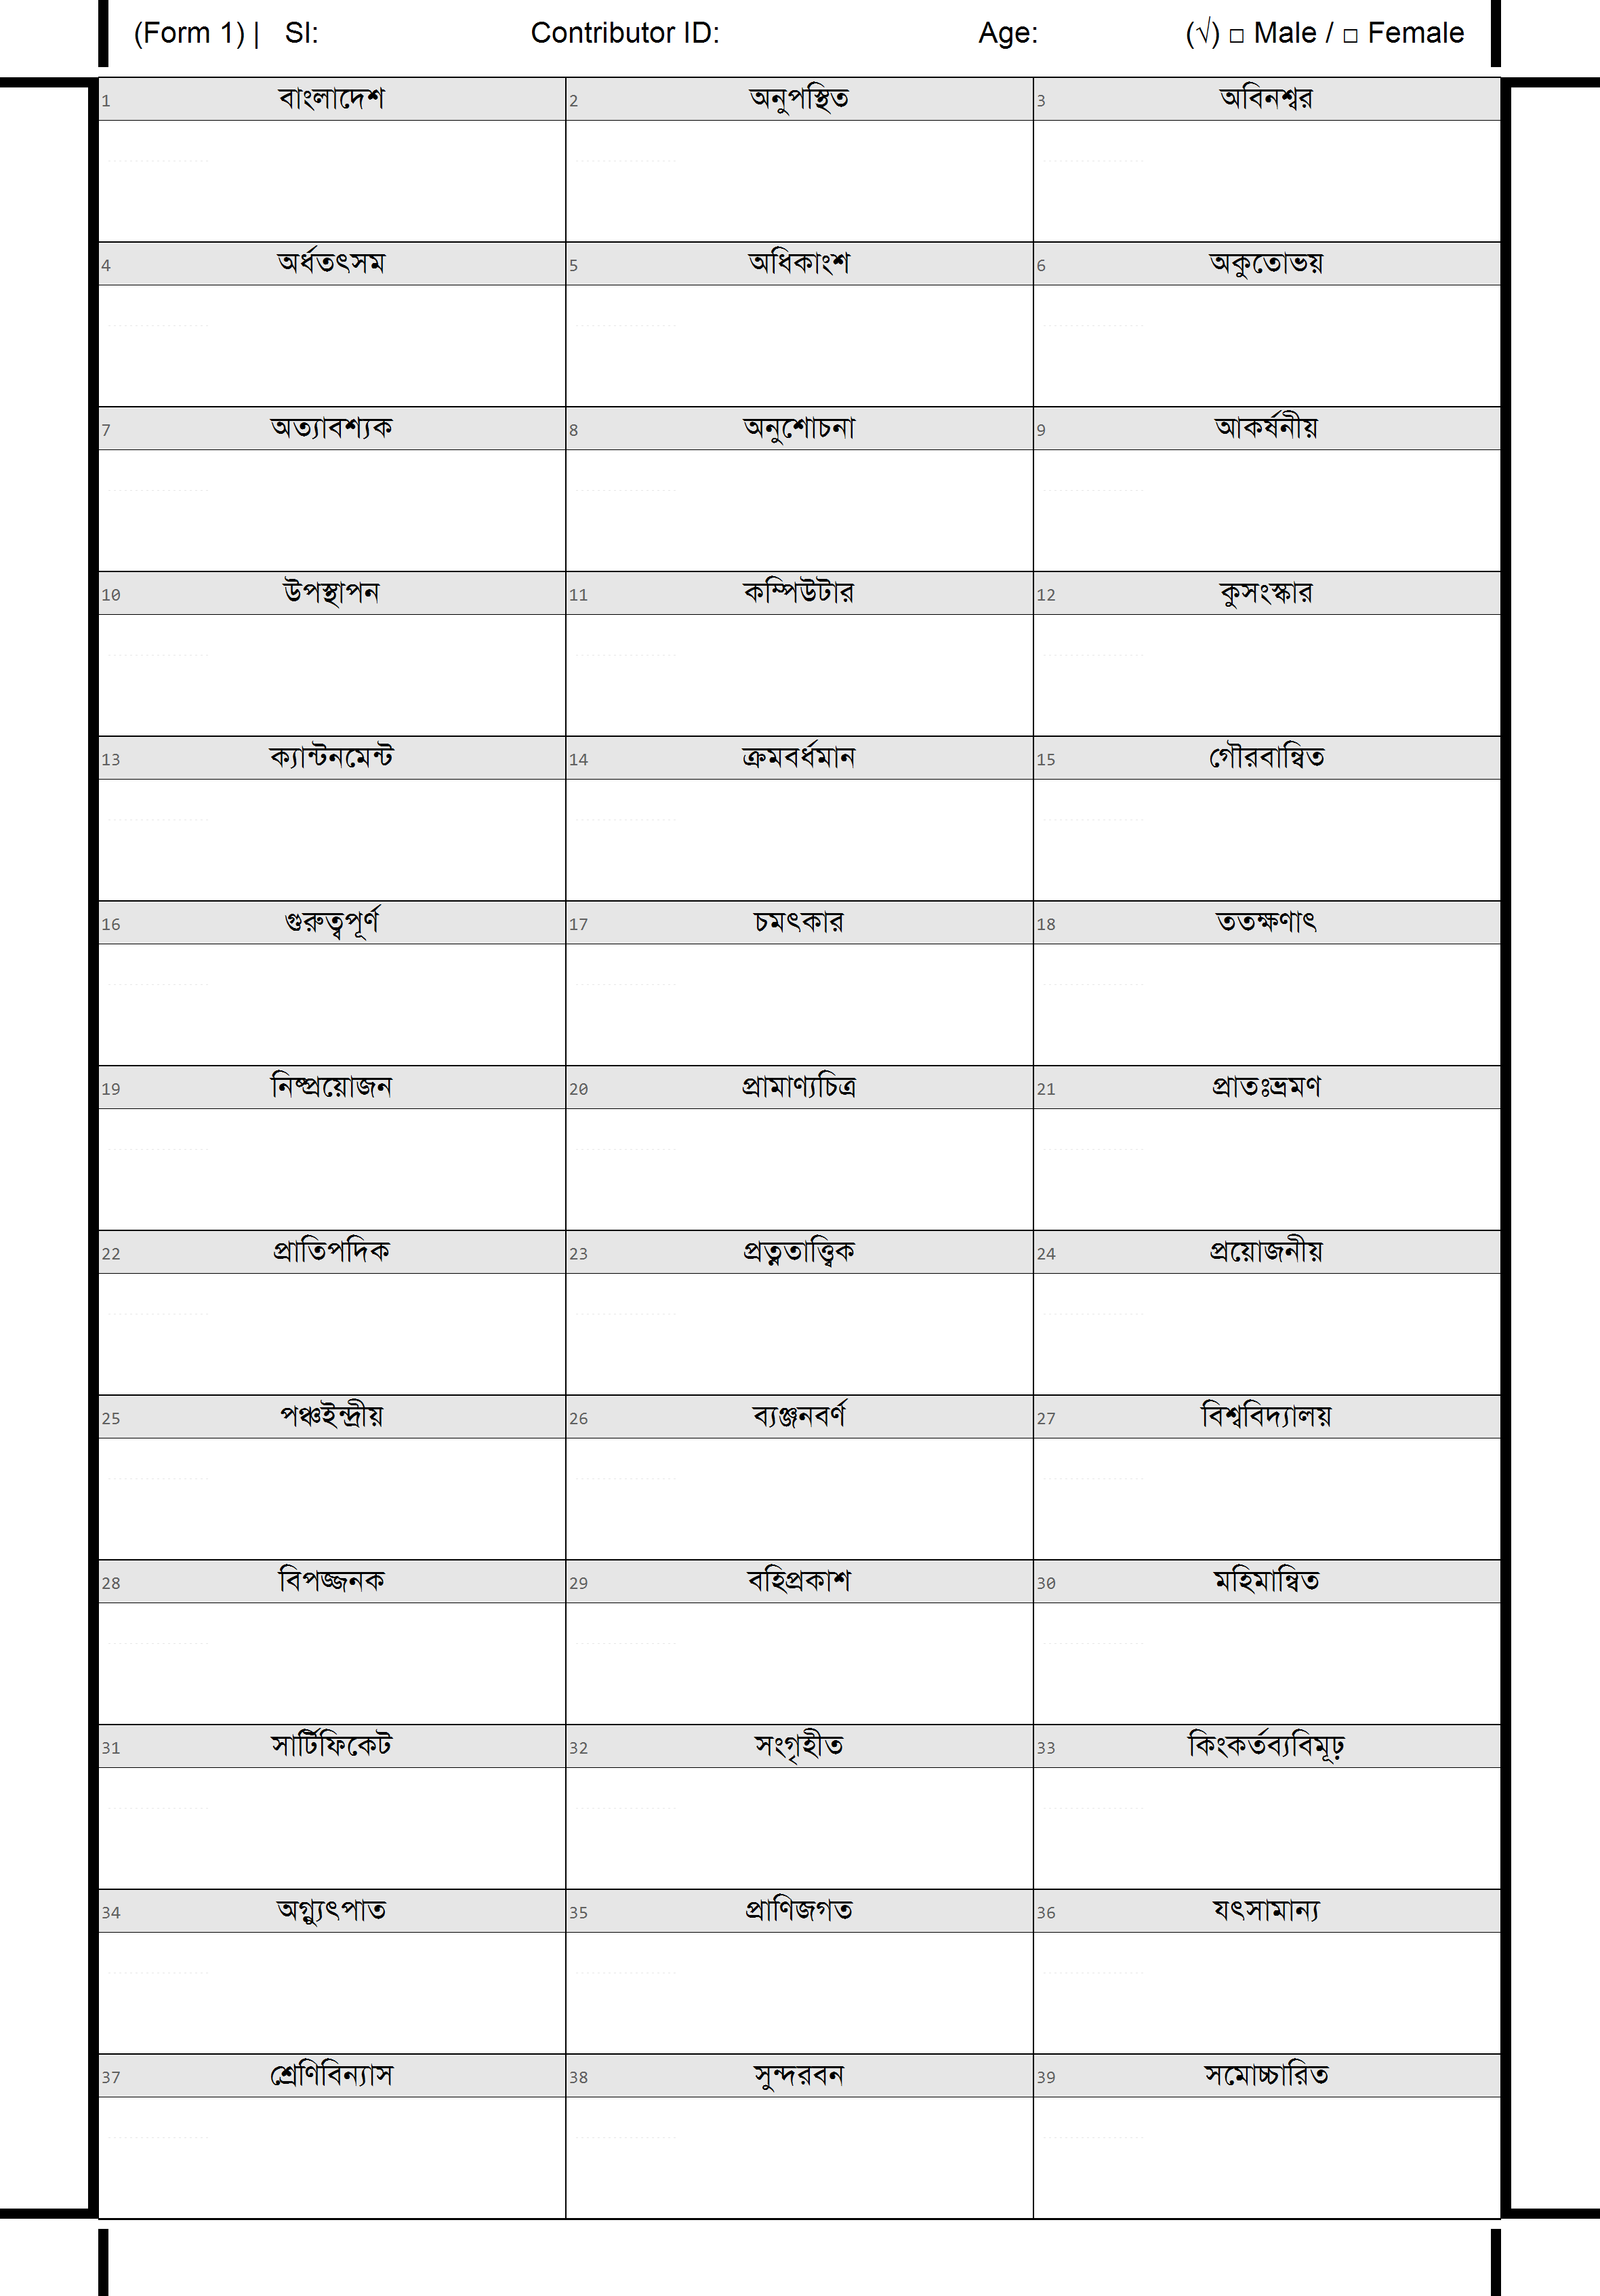 (Form 1) | Sl: Contributor ID: Age: (√) □ Male / □ Female
1 বাংলাদেশ 2 অনুপস্থিত 3 অবিনশ্বর
4 অর্ধতৎসম 5 অধিকাংশ 6 অকুতোভয়
7 অত্যাবশ্যক 8 অনুশোচনা 9 আকর্ষনীয়
10 উপস্থাপন 11 কম্পিউটার 12 কুসংস্কার
13 ক্যান্টনমেন্ট 14 ক্রমবর্ধমান 15 গৌরবান্বিত
16 গুরুত্বপূর্ণ 17 চমৎকার 18 ততক্ষণাৎ
19 নিষ্প্রয়োজন 20 প্রামাণ্যচিত্র 21 প্রাতঃভ্রমণ
22 প্রাতিপদিক 23 প্রত্নতাত্ত্বিক 24 প্রয়োজনীয়
25 পঞ্চইন্দ্রীয় 26 ব্যঞ্জনবর্ণ 27 বিশ্ববিদ্যালয়
28 বিপজ্জনক 29 বহিপ্রকাশ 30 মহিমান্বিত
31 সার্টিফিকেট 32 সংগৃহীত 33 কিংকর্তব্যবিমূঢ়
34 অগ্ন্যুৎপাত 35 প্রাণিজগত 36 যৎসামান্য
37 শ্রেণিবিন্যাস 38 সুন্দরবন 39 সমোচ্চারিত